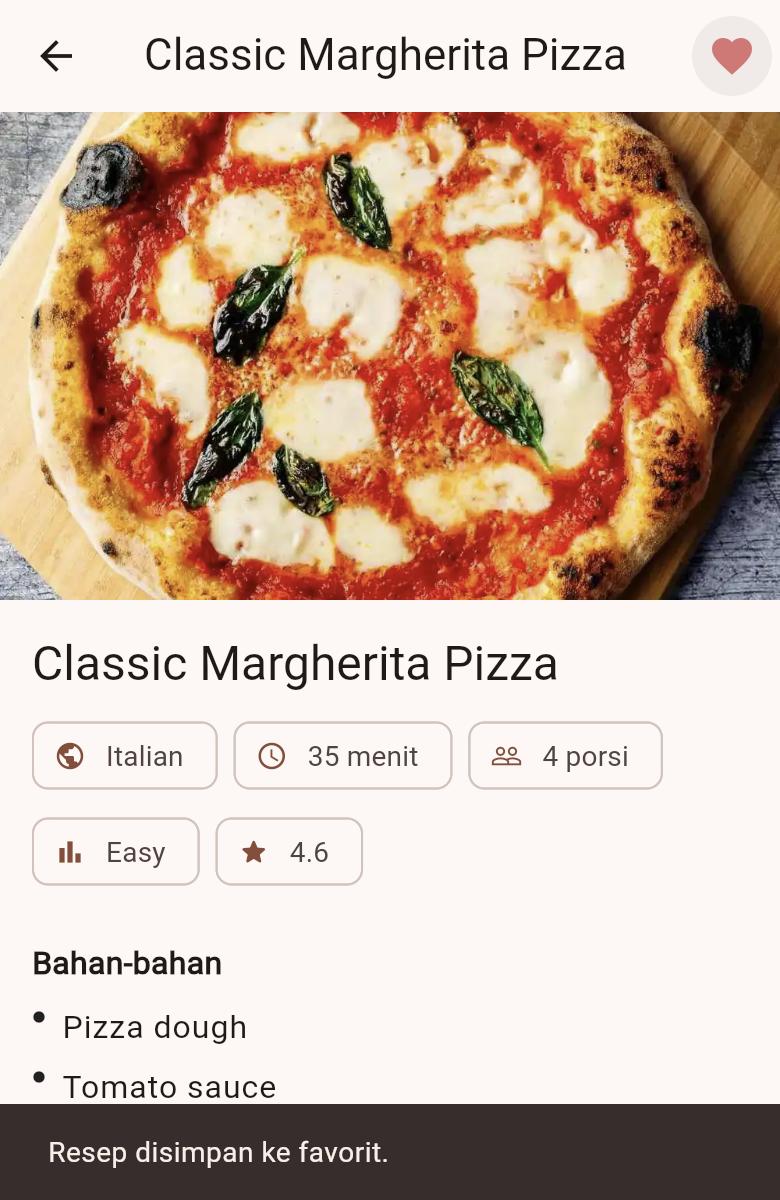 Classic Margherita Pizza
Classic Margherita Pizza
Italian 35 menit 4 porsi
Easy 4.6
Bahan-bahan
• Pizza dough
• Tomato sauce
Resep disimpan ke favorit.